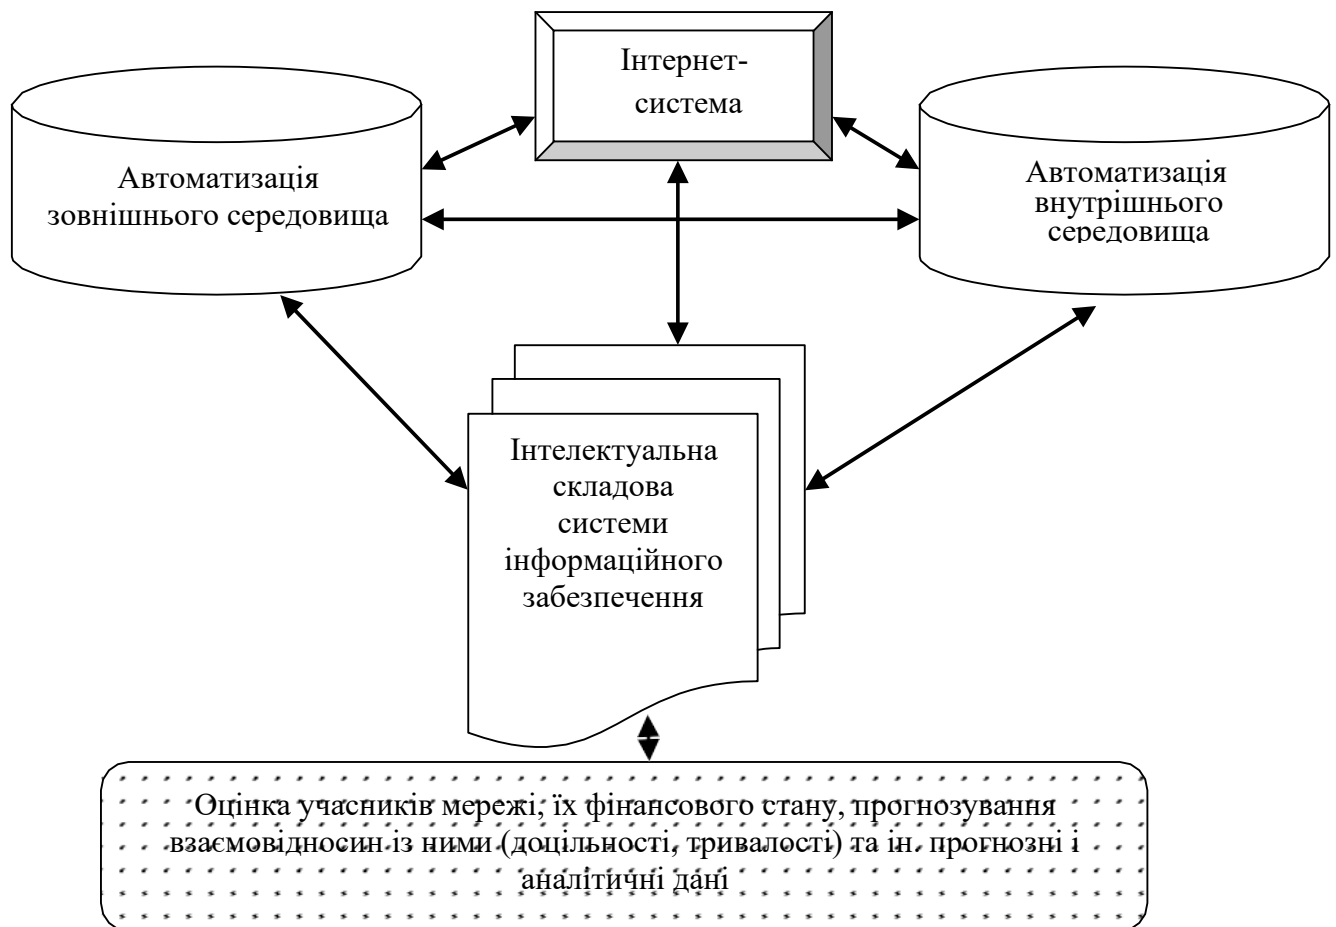 Інтернет-
система
Автоматизація
зовнішнього середовища
Автоматизація
внутрішнього
середовища
Інтелектуальна
складова
системи
інформаційного
забезпечення
Оцінка учасників мережі, їх фінансового стану, прогнозування
взаємовідносин із ними (доцільності, тривалості) та ін. прогнозні і
аналітичні дані